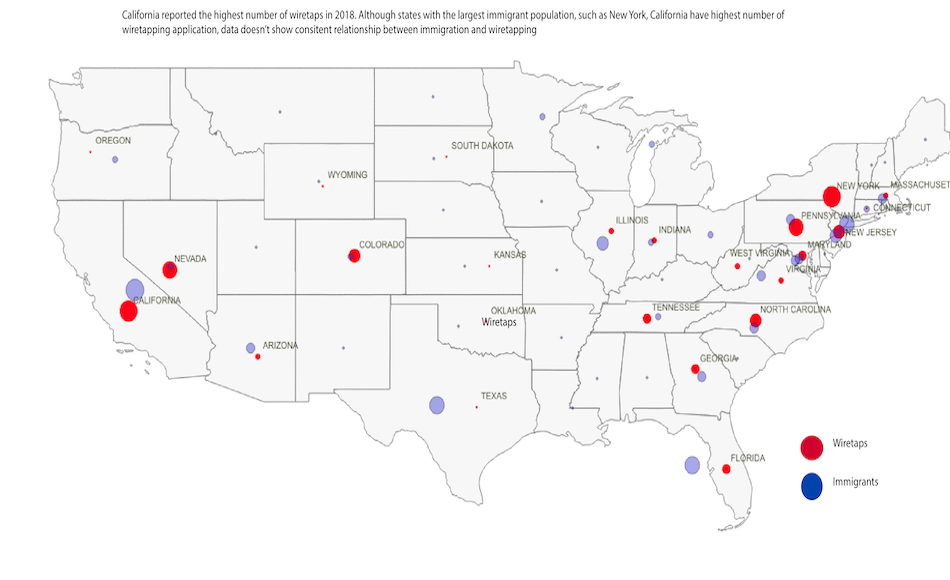 California reported the highest number of wiretaps in 2018. Although states with the largest immigrant population, such as New York, California have highest number of
wiretapping application, data doesn't show consitent relationship between immigration and wiretapping
OREGON
SOUTH DAKOTA
WYOMING
NEW YORK
MASSACHUSET
CONNECTICUT
PENNSYLVANIA
ILLINOIS
INDIANA
NEW JERSEY
COLORADO
MARYLAND
NEVADA
KANSAS
WEST VIRGINIA
VIRGINIA
CALIFORNIA
OKLAHOMA
TENNESSEE
NORTH CAROLINA
Wiretaps
ARIZONA
GEORGIA
TEXAS
Wiretaps
FLORIDA
Immigrants